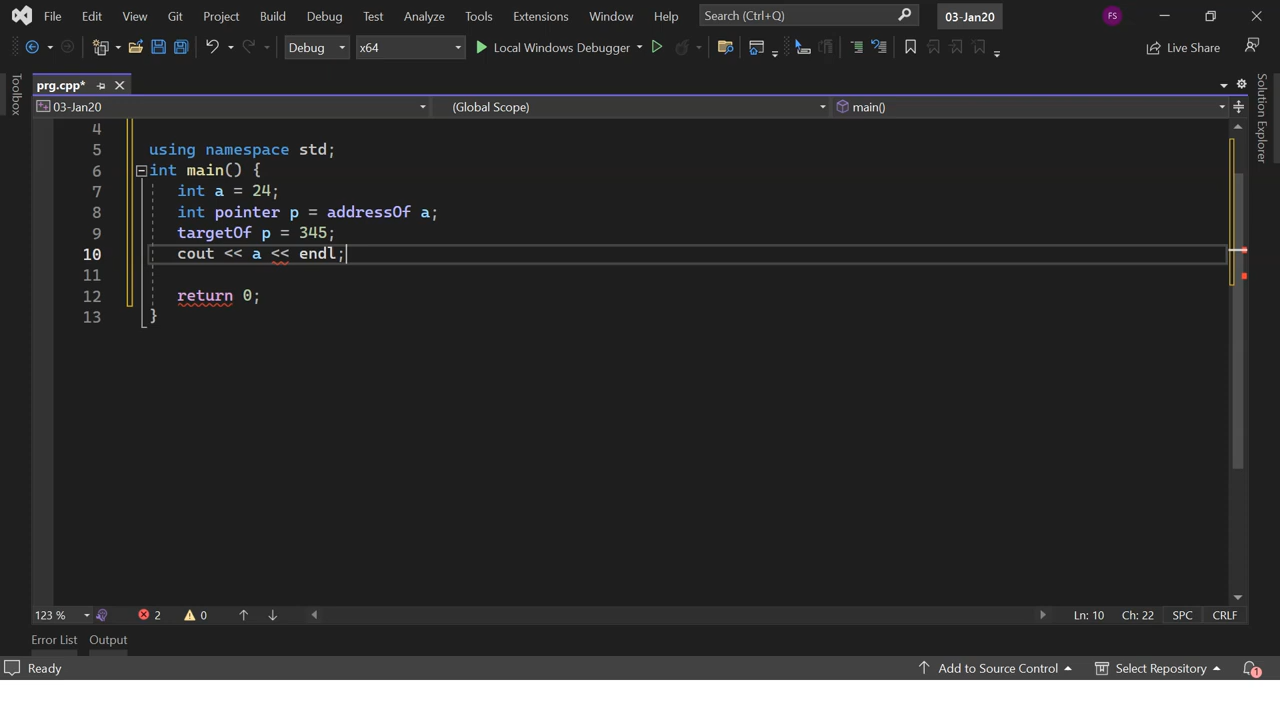 File Edit View Git Project Build Debug Test Analyze Tools Extensions Window Help Search (Ctrl+Q) 03-Jan20 FS
Debug x64 Local Windows Debugger Live Share
Toolbox
prg.cpp*
03-Jan20 (Global Scope) main()
Solution Explorer
4
5 using namespace std;
6 int main() {
7 int a = 24;
8 int pointer p = addressOf a;
9 targetOf p = 345;
10 cout << a << endl;
11
12 return 0;
13 }
123 % 2 0 Ln: 10 Ch: 22 SPC CRLF
Error List Output
Ready Add to Source Control Select Repository 1